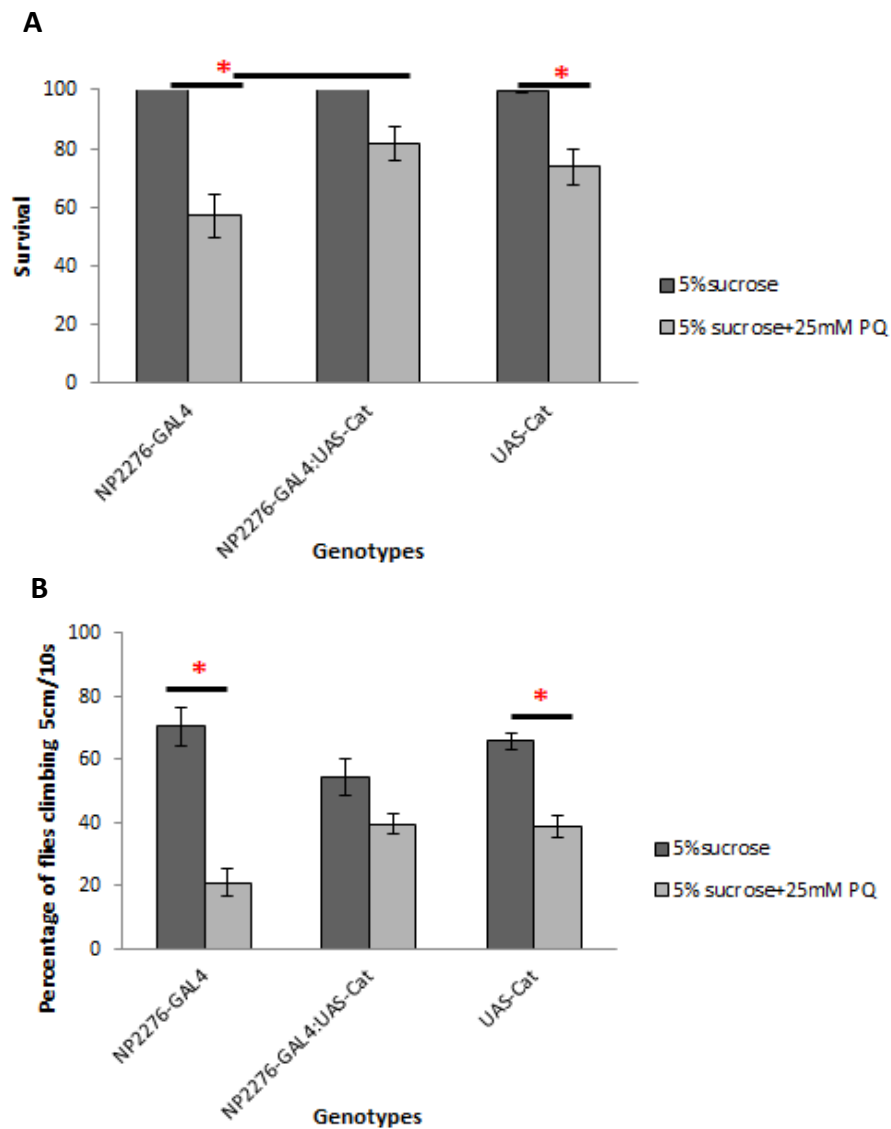 A
*
*
100
80
60
40
20
0
Survival
5%sucrose
5% sucrose+25mM PQ
NP2276-GAL4
NP2276-GAL4:UAS-Cat
UAS-Cat
Genotypes
B
100
80
60
40
20
0
Percentage of flies climbing 5cm/10s
*
*
5%sucrose
5% sucrose+25mM PQ
NP2276-GAL4
NP2276-GAL4:UAS-Cat
UAS-Cat
Genotypes